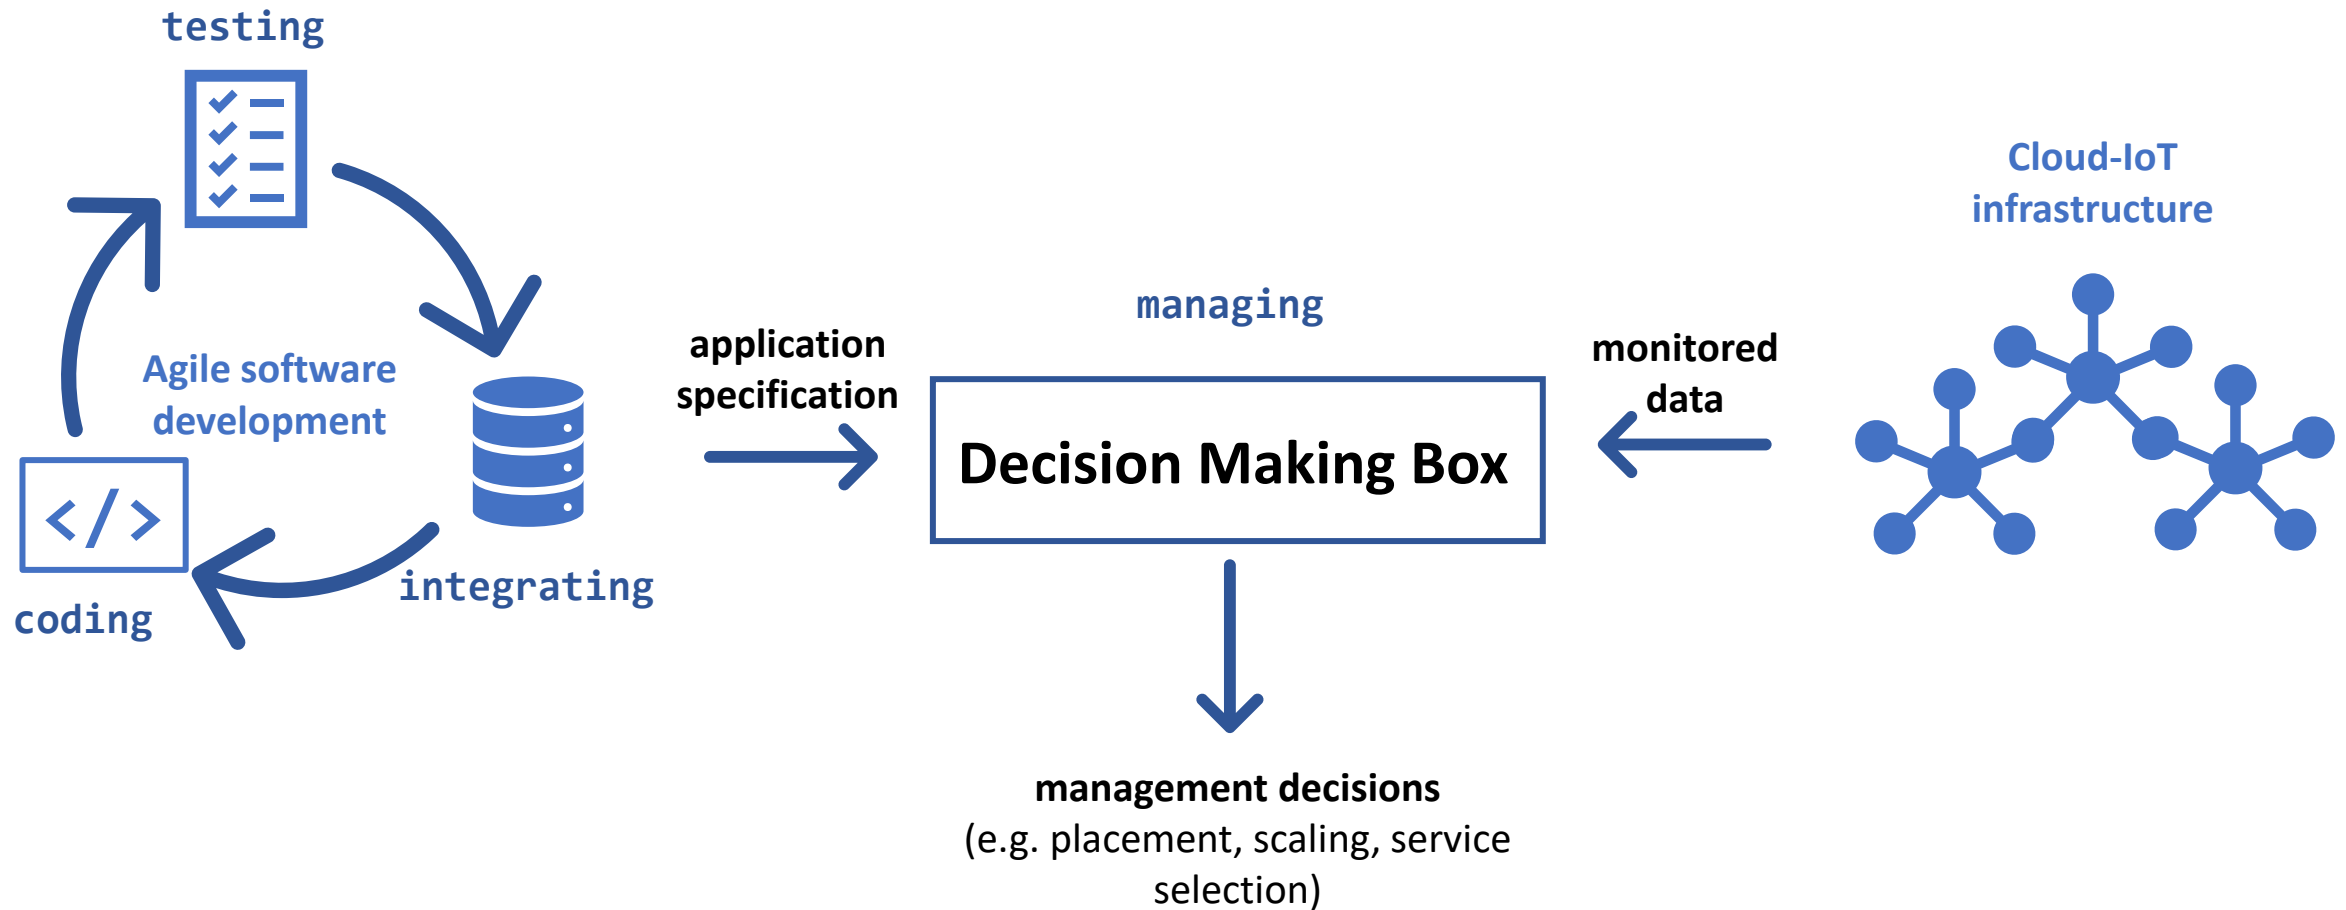 testing
Agile software
development
</>
coding
integrating
application
specification
managing
Decision Making Box
monitored
data
Cloud-IoT
infrastructure
management decisions
(e.g. placement, scaling, service
selection)